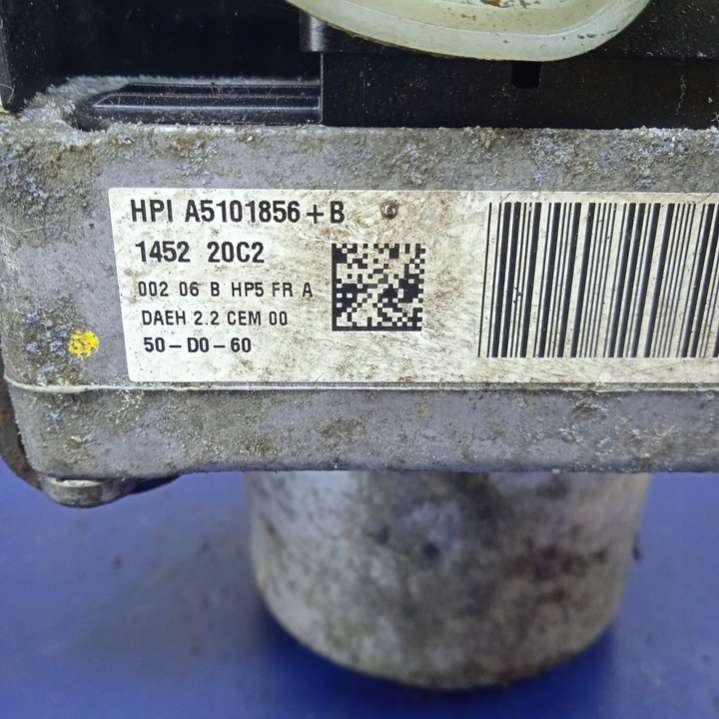 HPI A5101856+B
1452 20C2
002 06 B HP5 FR A
DAEH 2.2 CEM 00
50-D0-60